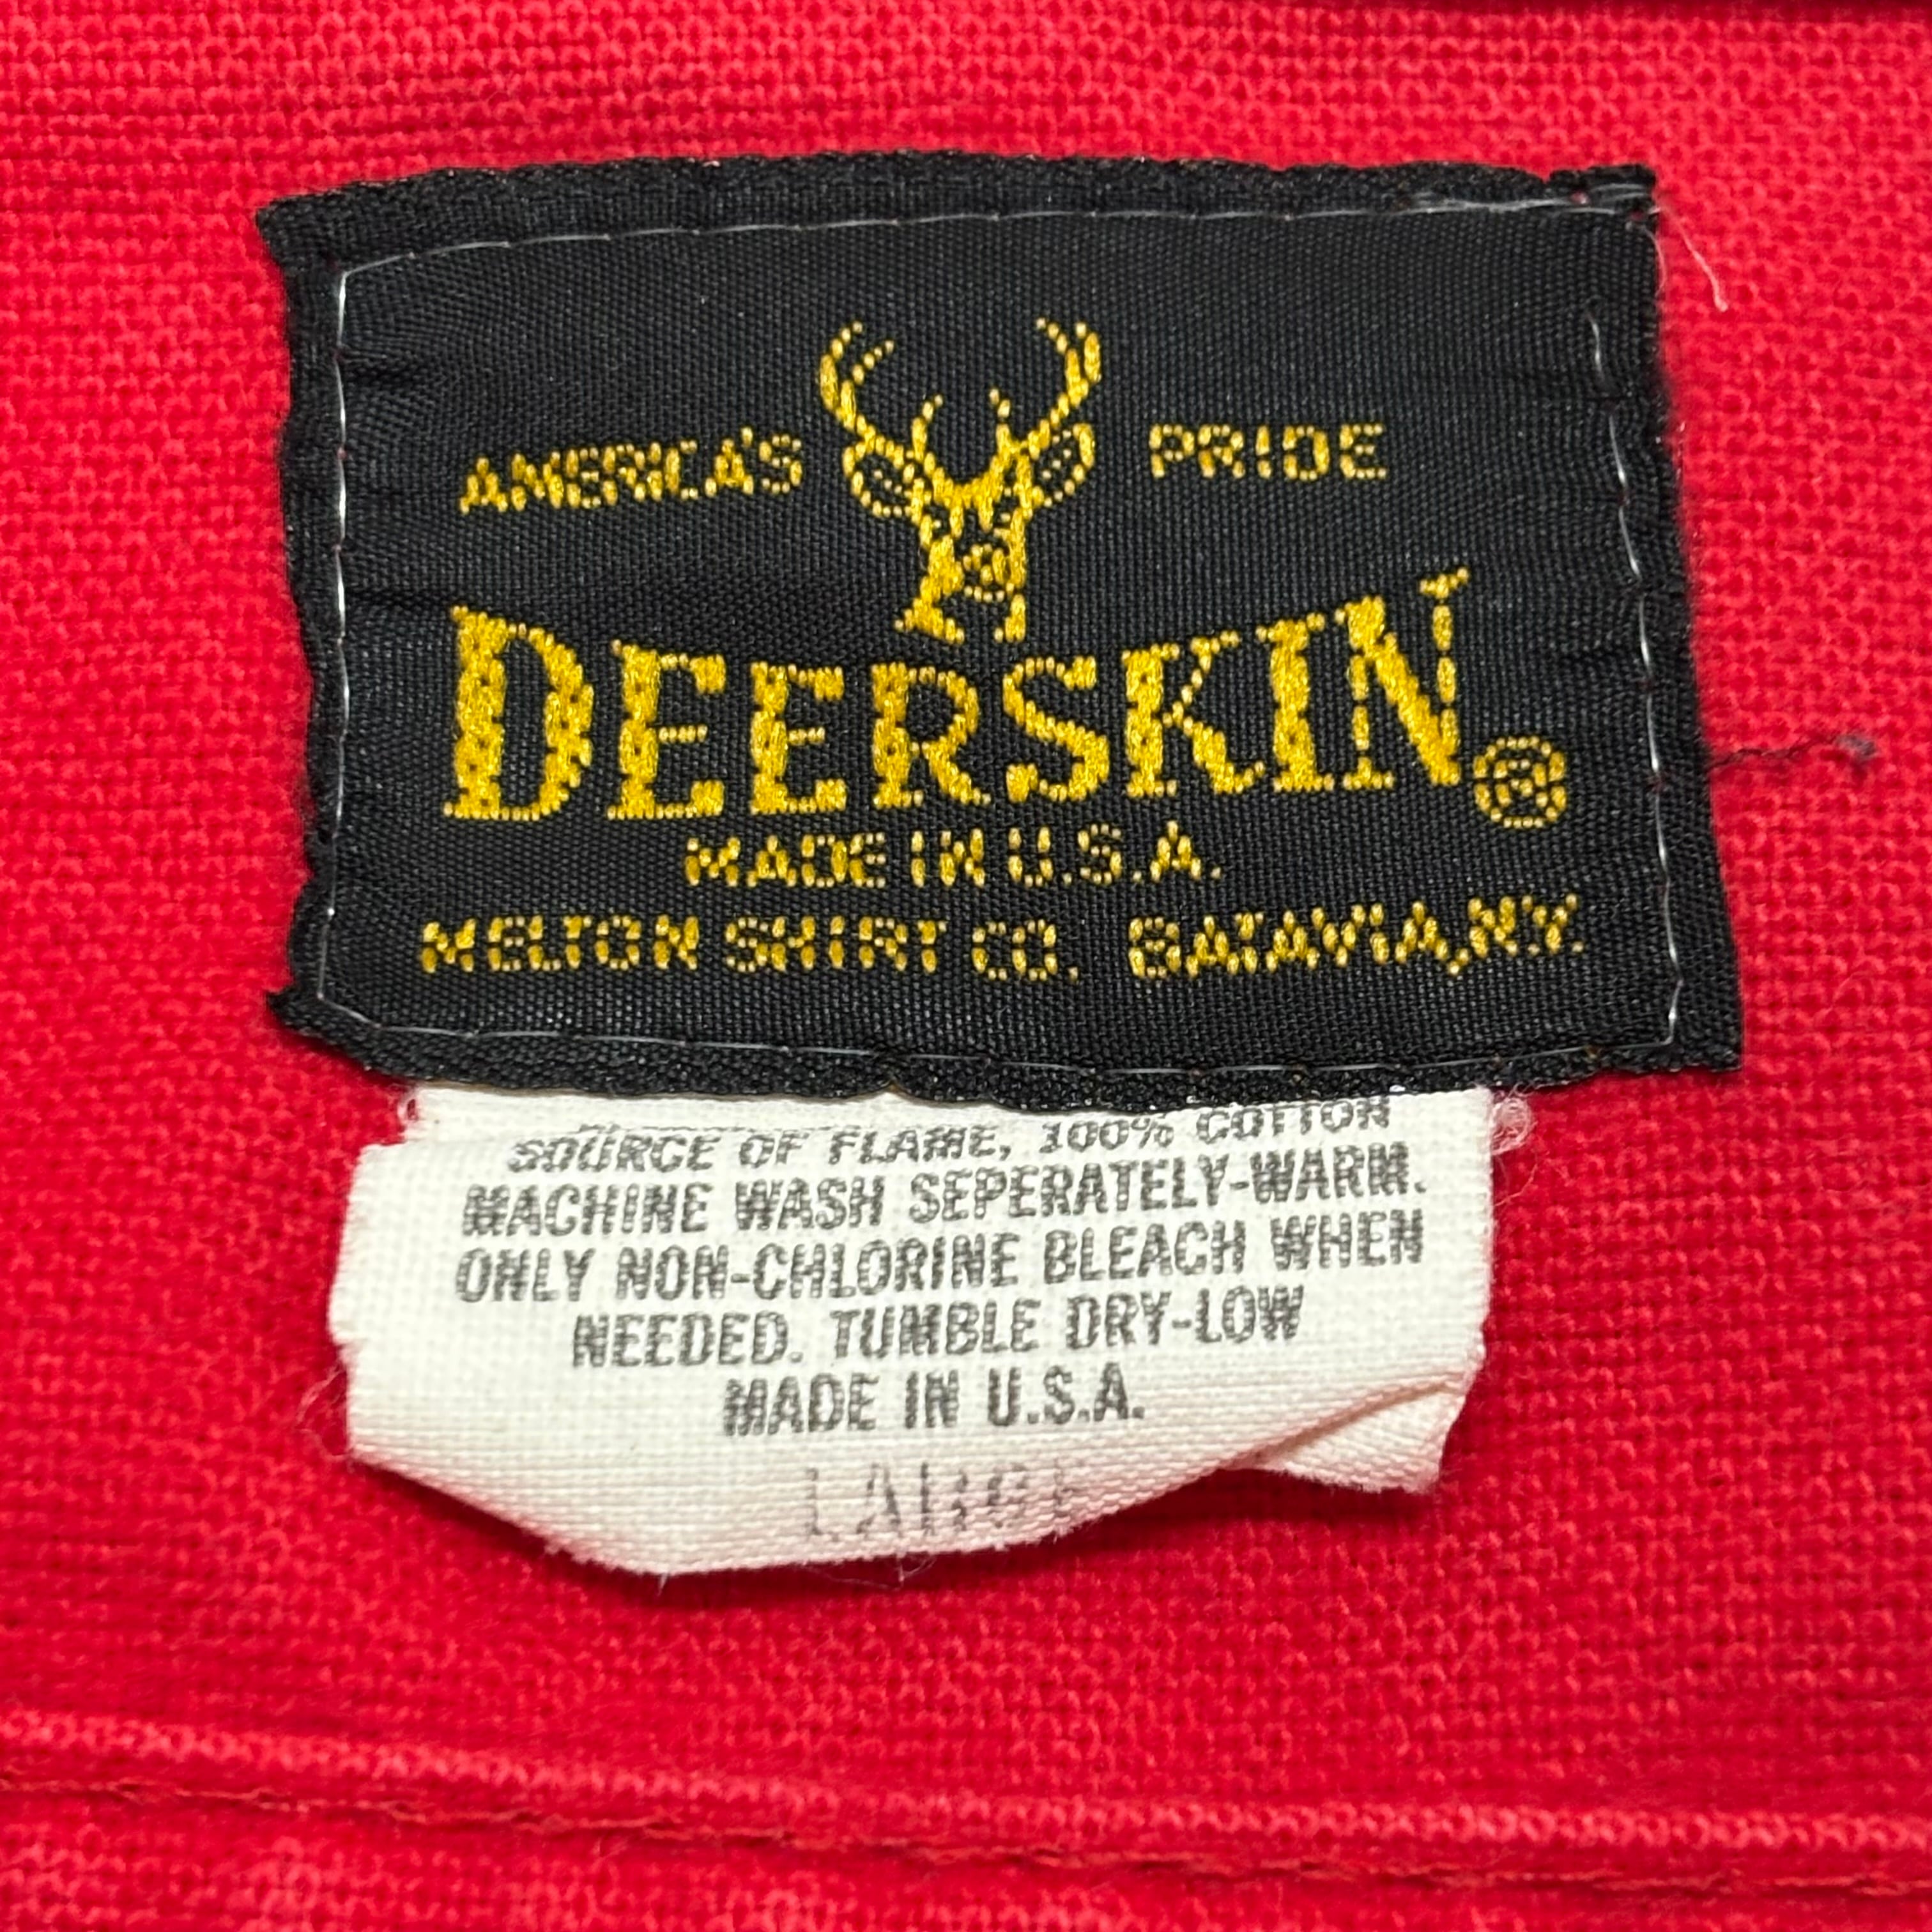 AMERICA'S PRIDE
DEERSKIN®
MADE IN U.S.A.
MELTON SHIRT CO. BATAVIA, N.Y.
SOURCE OF FLAME, 100% COTTON
MACHINE WASH SEPERATELY-WARM.
ONLY NON-CHLORINE BLEACH WHEN
NEEDED. TUMBLE DRY-LOW
MADE IN U.S.A.
LARGE